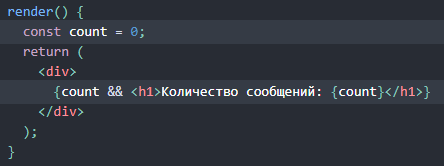 render() {
  const count = 0;
  return (
    <div>
      {count && <h1>Количество сообщений: {count}</h1>}
    </div>
  );
}